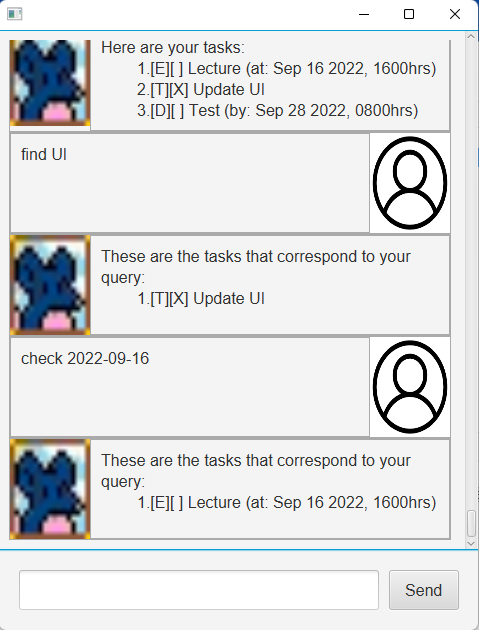 Here are your tasks:
1.[E][ ] Lecture (at: Sep 16 2022, 1600hrs)
2.[T][X] Update UI
3.[D][ ] Test (by: Sep 28 2022, 0800hrs)
find UI
These are the tasks that correspond to your
query:
1.[T][X] Update UI
check 2022-09-16
These are the tasks that correspond to your
query:
1.[E][ ] Lecture (at: Sep 16 2022, 1600hrs)
Send